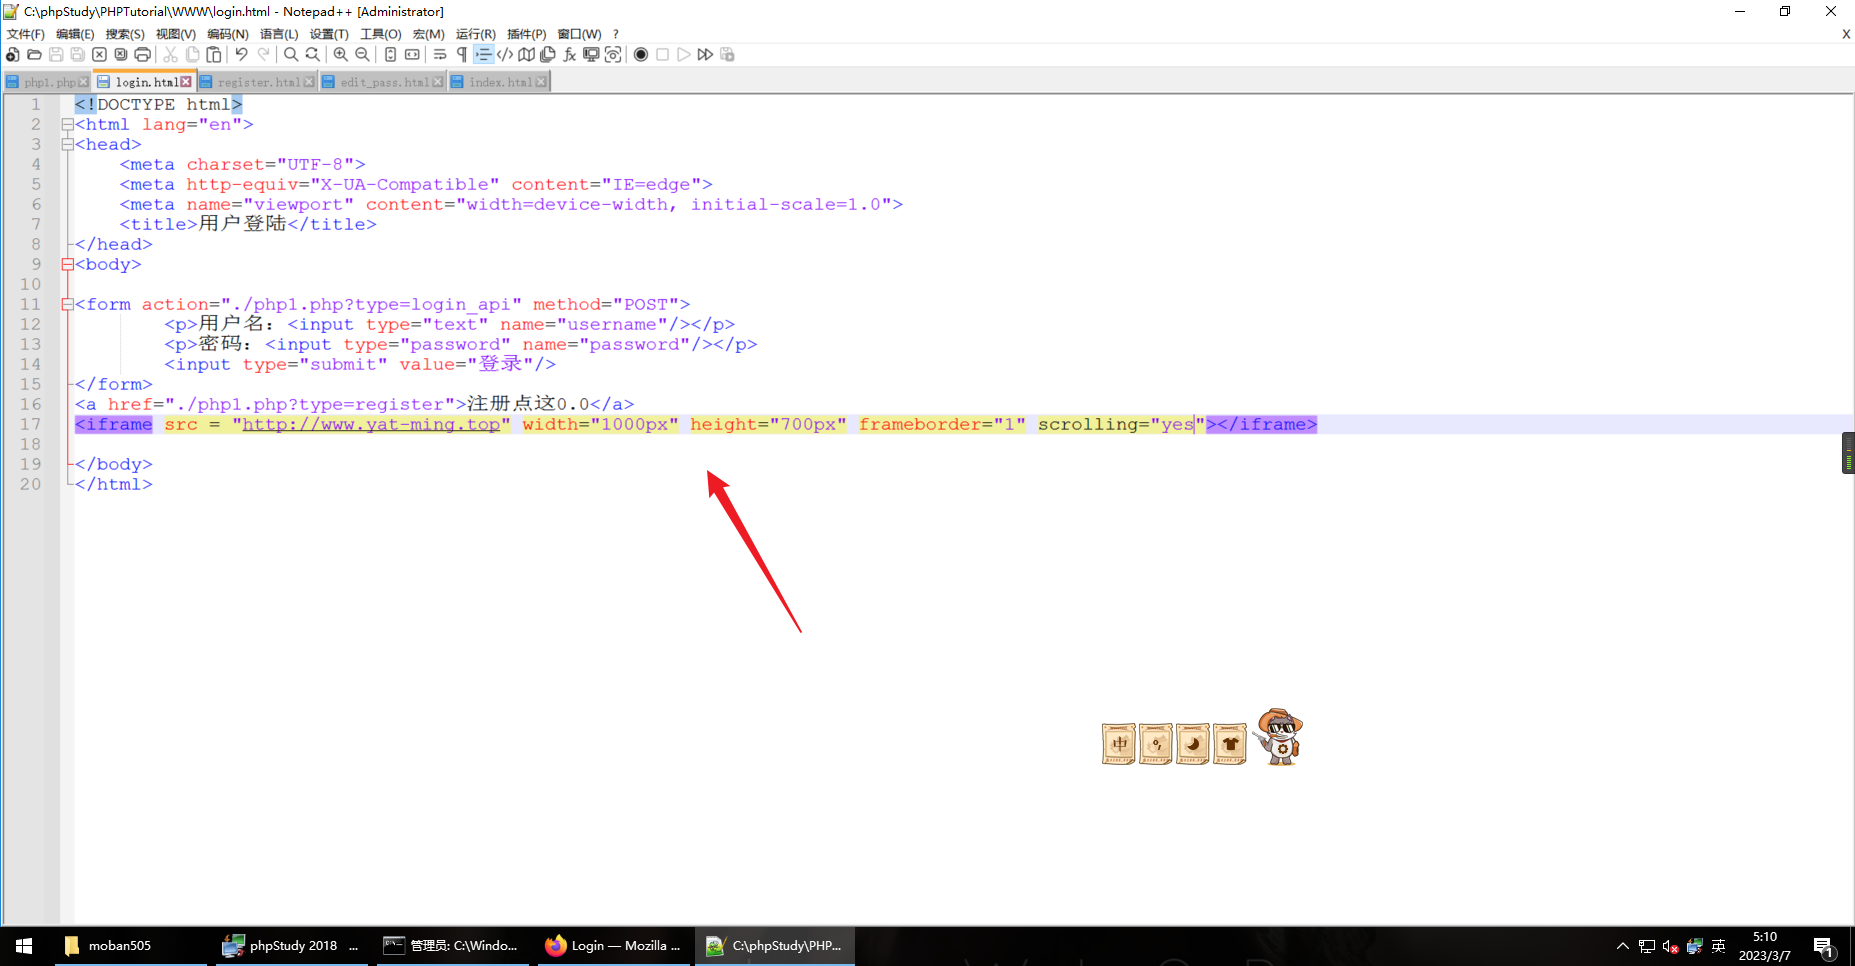 C:\phpStudy\PHPTutorial\WWW\login.html - Notepad++ [Administrator]
文件(F) 编辑(E) 搜索(S) 视图(V) 编码(N) 语言(L) 设置(T) 工具(O) 宏(M) 运行(R) 插件(P) 窗口(W) ? X
php1.php login.html register.html edit_pass.html index.html
1 <!DOCTYPE html>
2 <html lang="en">
3 <head>
4 <meta charset="UTF-8">
5 <meta http-equiv="X-UA-Compatible" content="IE=edge">
6 <meta name="viewport" content="width=device-width, initial-scale=1.0">
7 <title>用户登陆</title>
8 </head>
9 <body>
10
11 <form action="./php1.php?type=login_api" method="POST">
12 <p>用户名：<input type="text" name="username"/></p>
13 <p>密码：<input type="password" name="password"/></p>
14 <input type="submit" value="登录"/>
15 </form>
16 <a href="./php1.php?type=register">注册点这0.0</a>
17 <iframe src = "http://www.yat-ming.top" width="1000px" height="700px" frameborder="1" scrolling="yes"></iframe>
18
19 </body>
20 </html>
中
moban505 phpStudy 2018 ... 管理员: C:\Windo... Login — Mozilla ... C:\phpStudy\PHP... 英 5:10 1
2023/3/7